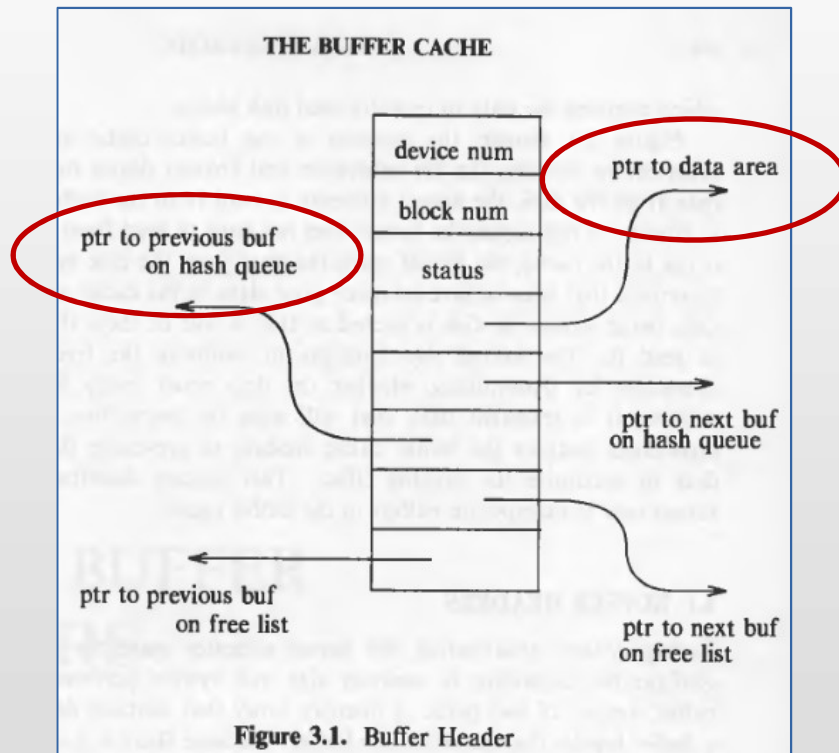 THE BUFFER CACHE
device num
ptr to data area
block num
ptr to previous buf
on hash queue
status
ptr to next buf
on hash queue
ptr to previous buf
on free list
ptr to next buf
on free list
Figure 3.1. Buffer Header